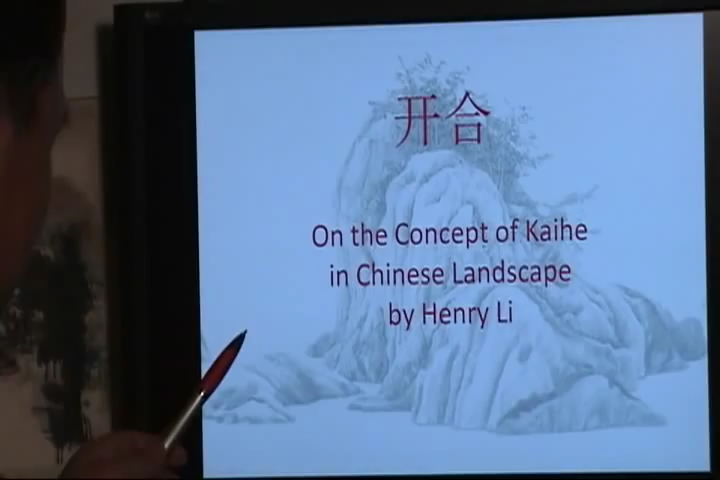 开合
On the Concept of Kaihe
in Chinese Landscape
by Henry Li